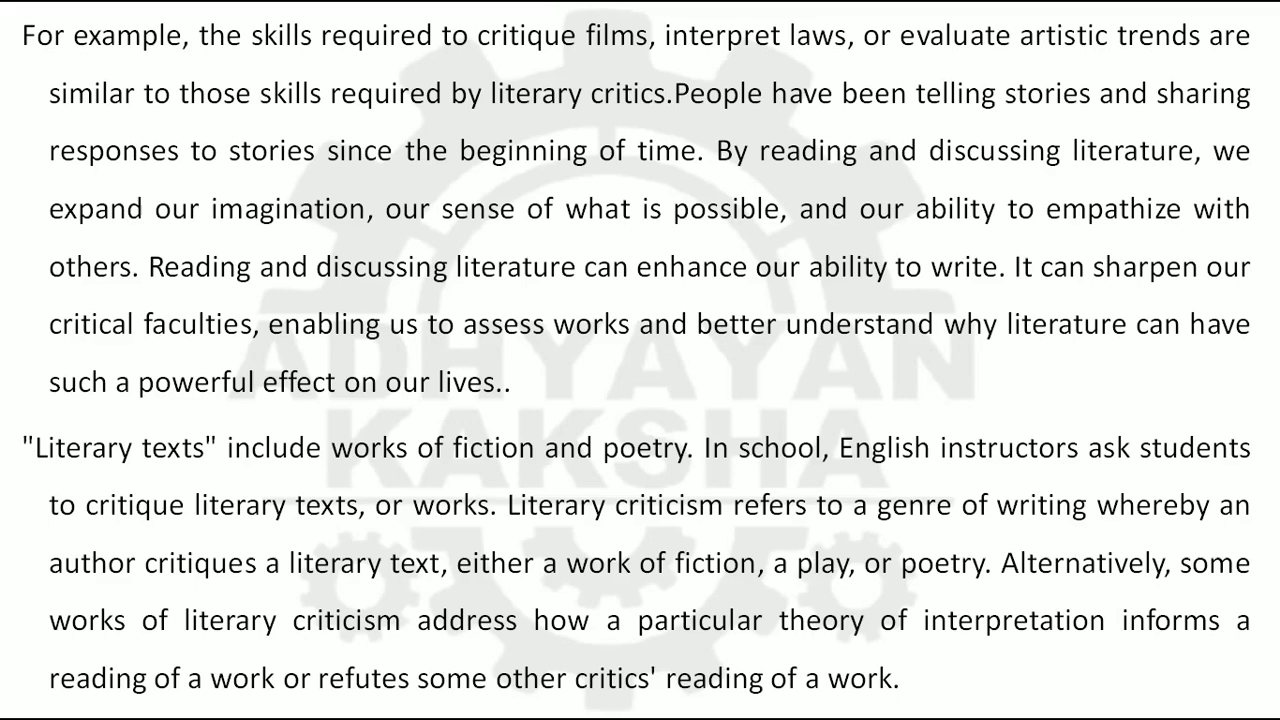 For example, the skills required to critique films, interpret laws, or evaluate artistic trends are
similar to those skills required by literary critics.People have been telling stories and sharing
responses to stories since the beginning of time. By reading and discussing literature, we
expand our imagination, our sense of what is possible, and our ability to empathize with
others. Reading and discussing literature can enhance our ability to write. It can sharpen our
critical faculties, enabling us to assess works and better understand why literature can have
such a powerful effect on our lives..
"Literary texts" include works of fiction and poetry. In school, English instructors ask students
to critique literary texts, or works. Literary criticism refers to a genre of writing whereby an
author critiques a literary text, either a work of fiction, a play, or poetry. Alternatively, some
works of literary criticism address how a particular theory of interpretation informs a
reading of a work or refutes some other critics' reading of a work.
ADHYAYAN
KAKSHA